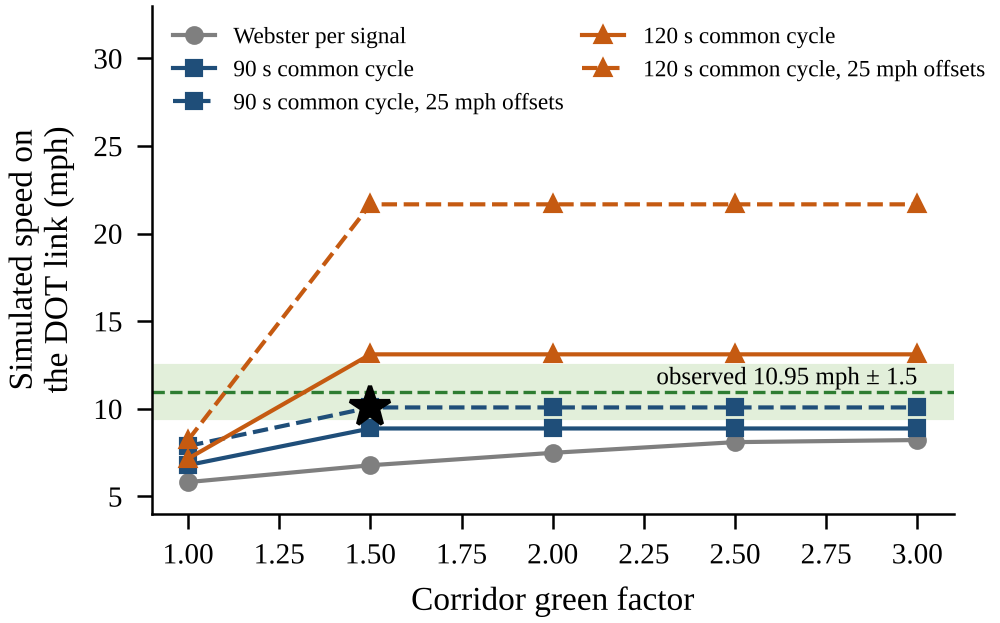 Webster per signal
90 s common cycle
90 s common cycle, 25 mph offsets
120 s common cycle
120 s common cycle, 25 mph offsets
Simulated speed on
the DOT link (mph)
30
25
20
15
10
5
observed 10.95 mph ± 1.5
1.00 1.25 1.50 1.75 2.00 2.25 2.50 2.75 3.00
Corridor green factor